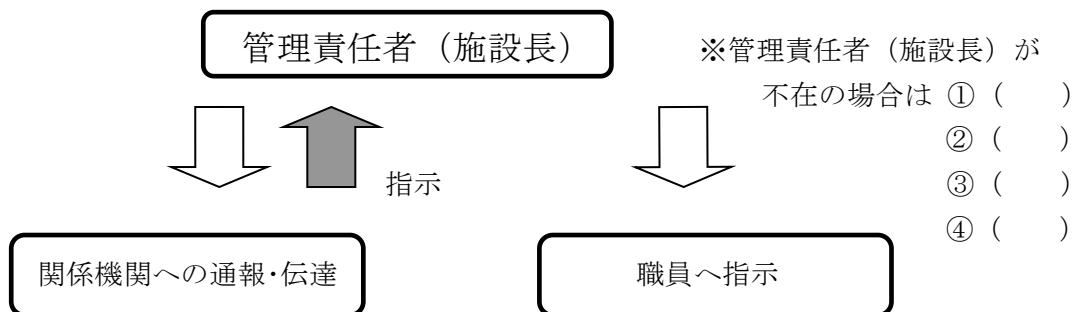 管理責任者（施設長）
※管理責任者（施設長）が
不在の場合は ①（　　）
②（　　）
③（　　）
④（　　）
指示
関係機関への通報・伝達
職員へ指示